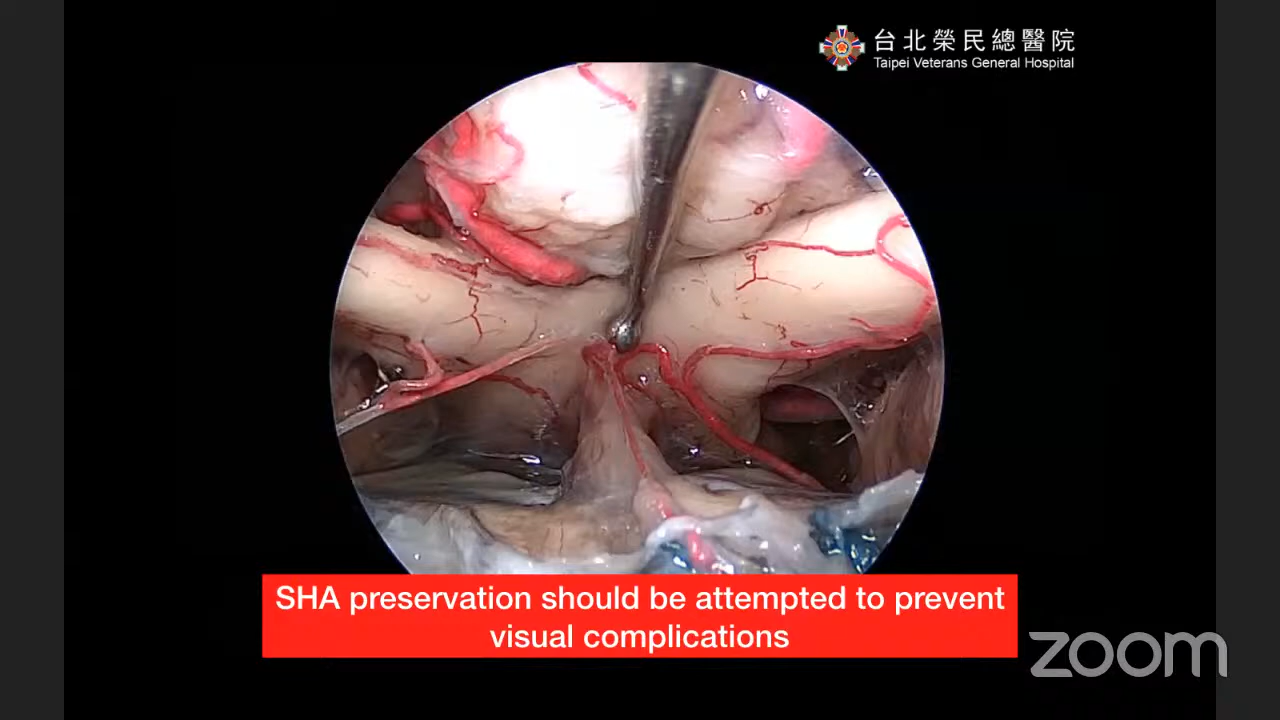 台北榮民總醫院
Taipei Veterans General Hospital
SHA preservation should be attempted to prevent
visual complications
zoom